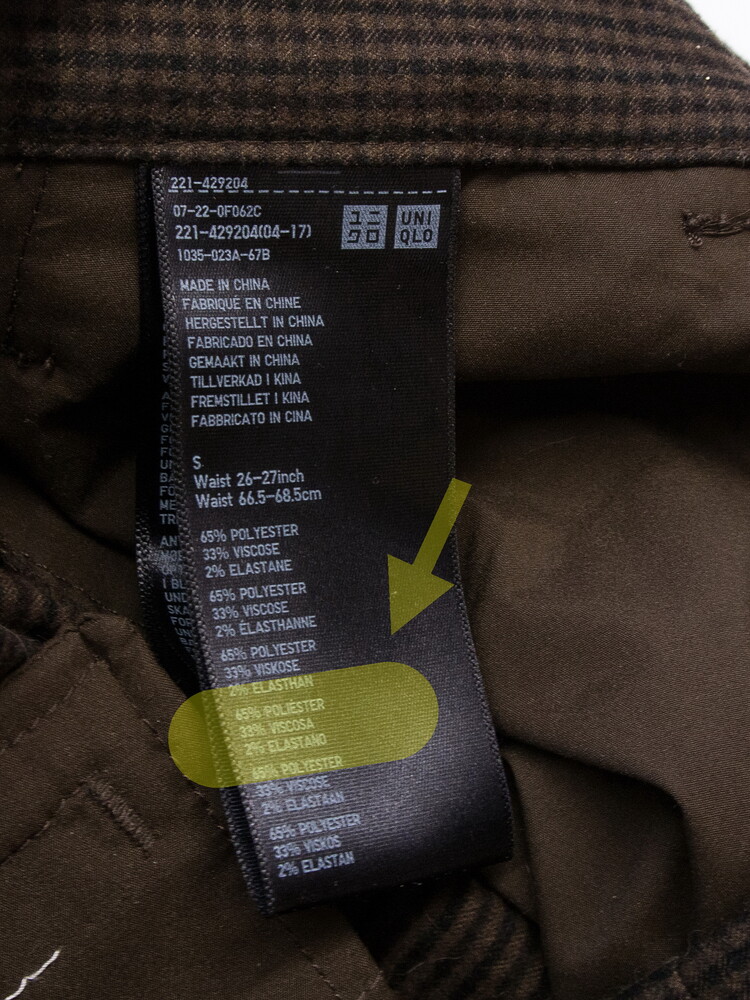 221-429204
07-22-0F062C
221-429204(04-17)
1035-023A-67B
ユニ
クロ
UNI
QLO
MADE IN CHINA
FABRIQUÉ EN CHINE
HERGESTELLT IN CHINA
FABRICADO EN CHINA
GEMAAKT IN CHINA
TILLVERKAD I KINA
FREMSTILLET I KINA
FABBRICATO IN CINA
S
Waist 26-27inch
Waist 66.5-68.5cm
65% POLYESTER
33% VISCOSE
2% ELASTANE
65% POLYESTER
33% VISCOSE
2% ÉLASTHANNE
65% POLYESTER
33% VISKOSE
2% ELASTHAN
65% POLIÉSTER
33% VISCOSA
2% ELASTANO
65% POLYESTER
33% VISCOSE
2% ELASTAAN
65% POLYESTER
33% VISKOS
2% ELASTAN